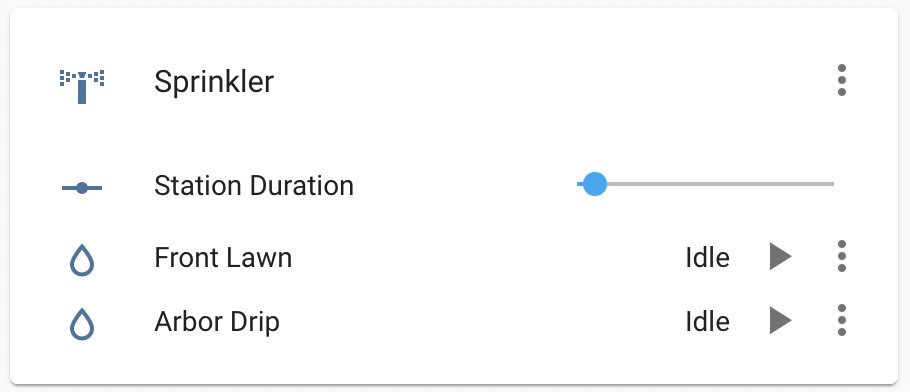 Sprinkler
Station Duration
Front Lawn Idle
Arbor Drip Idle